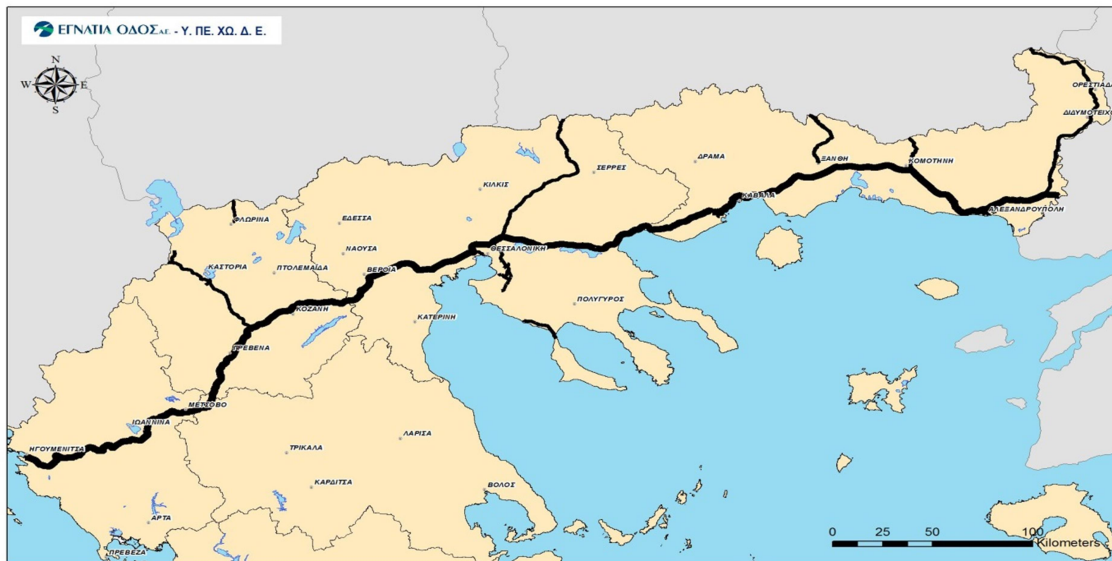 ΕΓΝΑΤΙΑ ΟΔΟΣ Α.Ε. - Υ. ΠΕ. ΧΩ. Δ. Ε.
N
W E
S
ΟΡΕΣΤΙΑΔΑ
ΔΙΔΥΜΟΤΕΙΧΟ
ΔΡΑΜΑ
ΞΑΝΘΗ
ΚΟΜΟΤΗΝΗ
ΣΕΡΡΕΣ
ΚΙΛΚΙΣ
ΚΑΒΑΛΑ
ΑΛΕΞΑΝΔΡΟΥΠΟΛΗ
ΦΛΩΡΙΝΑ
ΕΔΕΣΣΑ
ΝΑΟΥΣΑ
ΘΕΣΣΑΛΟΝΙΚΗ
ΚΑΣΤΟΡΙΑ
ΠΤΟΛΕΜΑΙΔΑ
ΒΕΡΟΙΑ
ΠΟΛΥΓΥΡΟΣ
ΚΟΖΑΝΗ
ΚΑΤΕΡΙΝΗ
ΓΡΕΒΕΝΑ
ΜΕΤΣΟΒΟ
ΙΩΑΝΝΙΝΑ
ΗΓΟΥΜΕΝΙΤΣΑ
ΛΑΡΙΣΑ
ΤΡΙΚΑΛΑ
ΚΑΡΔΙΤΣΑ
ΒΟΛΟΣ
ΑΡΤΑ
ΠΡΕΒΕΖΑ
0 25 50 100
Kilometers